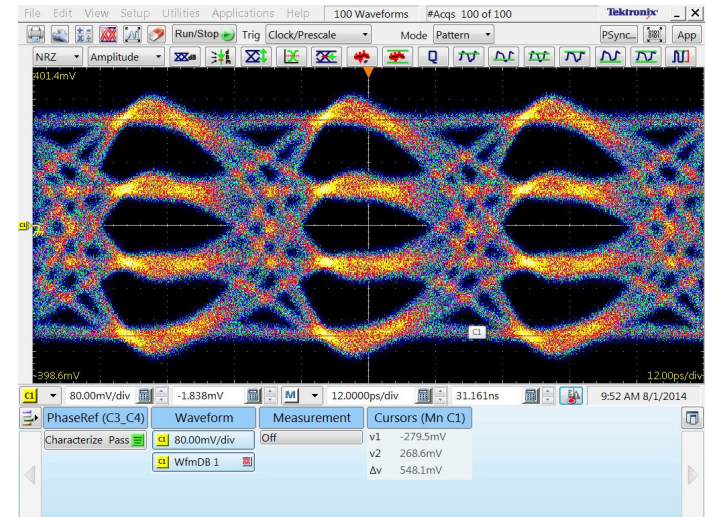 File Edit View Setup Utilities Applications Help 100 Waveforms #Acqs 100 of 100 Tektronix
Run/Stop Trig Clock/Prescale Mode Pattern PSync... App
NRZ Amplitude
401.4mV
C1
C1
-398.6mV 12.00ps/div
C1 80.00mV/div -1.838mV M 12.0000ps/div 31.161ns 9:52 AM 8/1/2014
PhaseRef (C3_C4) Waveform Measurement Cursors (Mn C1)
Characterize Pass C1 80.00mV/div Off v1 -279.5mV
C1 WfmDB 1 v2 268.6mV
Δv 548.1mV